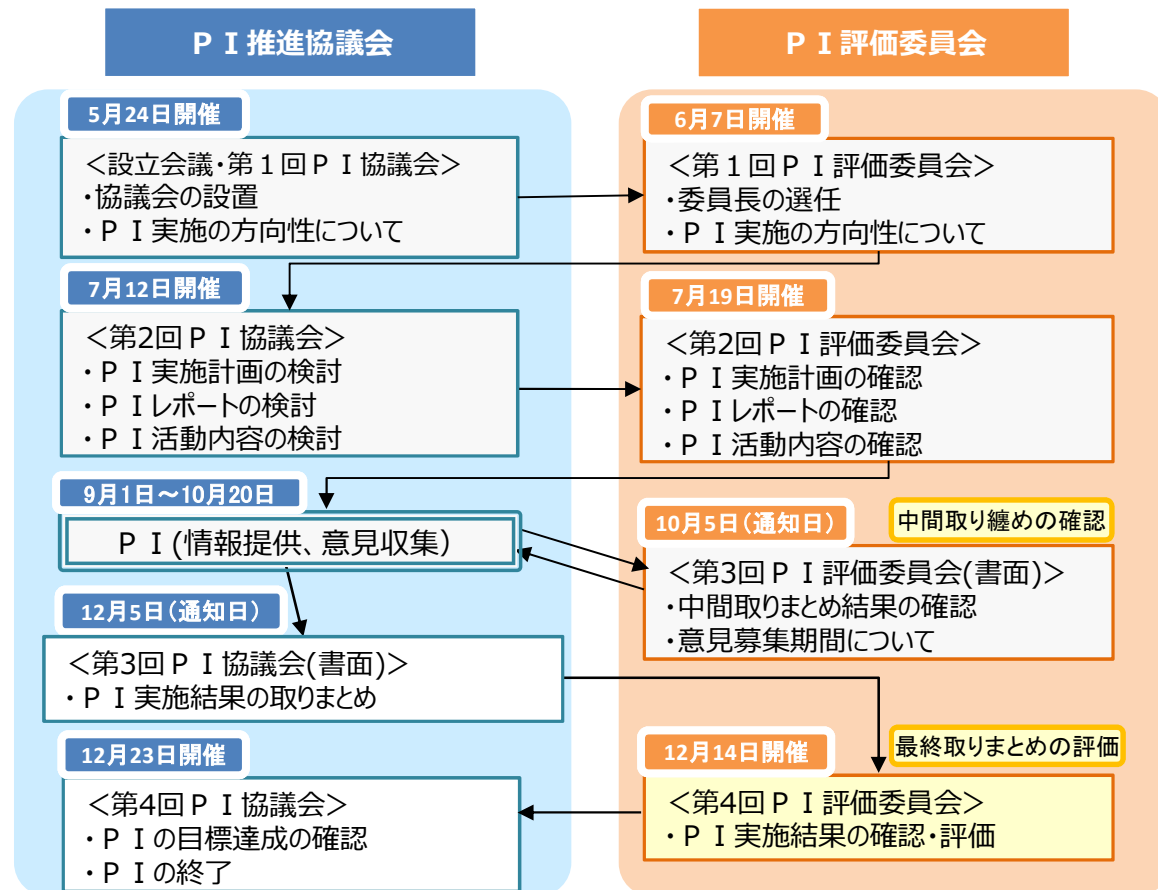 ＰＩ推進協議会
ＰＩ評価委員会
5月24日開催
＜設立会議・第１回ＰＩ協議会＞
・協議会の設置
・ＰＩ実施の方向性について
6月7日開催
＜第１回ＰＩ評価委員会＞
・委員長の選任
・ＰＩ実施の方向性について
7月12日開催
＜第2回ＰＩ協議会＞
・ＰＩ実施計画の検討
・ＰＩレポートの検討
・ＰＩ活動内容の検討
7月19日開催
＜第2回ＰＩ評価委員会＞
・ＰＩ実施計画の確認
・ＰＩレポートの確認
・ＰＩ活動内容の確認
9月1日～10月20日
ＰＩ(情報提供、意見収集）
10月5日（通知日）
中間取り纏めの確認
＜第3回ＰＩ評価委員会(書面)＞
・中間取りまとめ結果の確認
・意見募集期間について
12月5日（通知日）
＜第3回ＰＩ協議会(書面)＞
・ＰＩ実施結果の取りまとめ
12月14日開催
最終取りまとめの評価
＜第4回ＰＩ評価委員会＞
・ＰＩ実施結果の確認・評価
12月23日開催
＜第4回ＰＩ協議会＞
・ＰＩの目標達成の確認
・ＰＩの終了